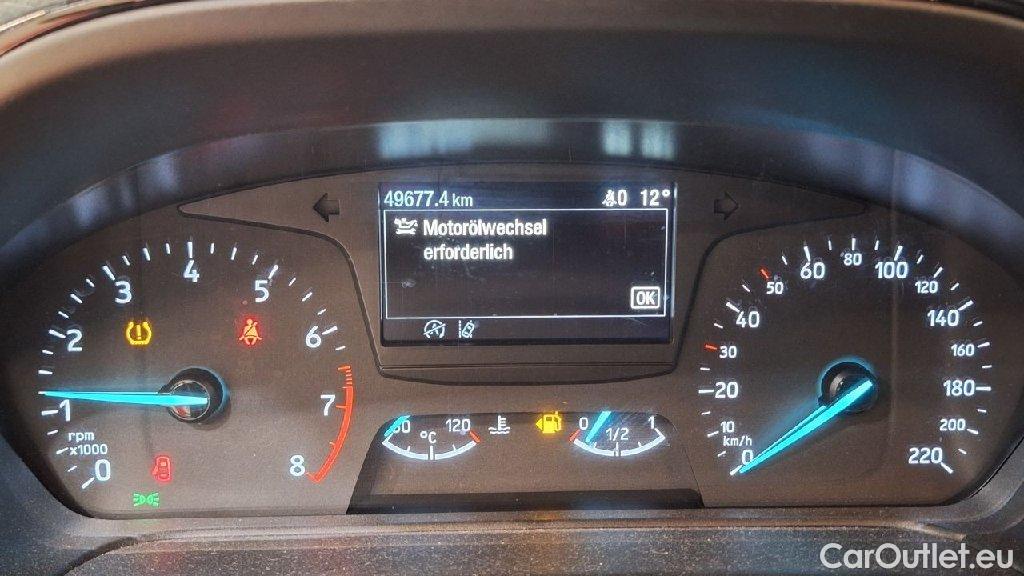 49677.4 km 0 12°
Motorölwechsel
erforderlich
OK
0 1 2 3 4 5 6 7 8
rpm
x1000
120
°C
0 1/2 1
0 10 20 30 40 50 60 80 100 120 140 160 180 200 220
km/h
CarOutlet.eu